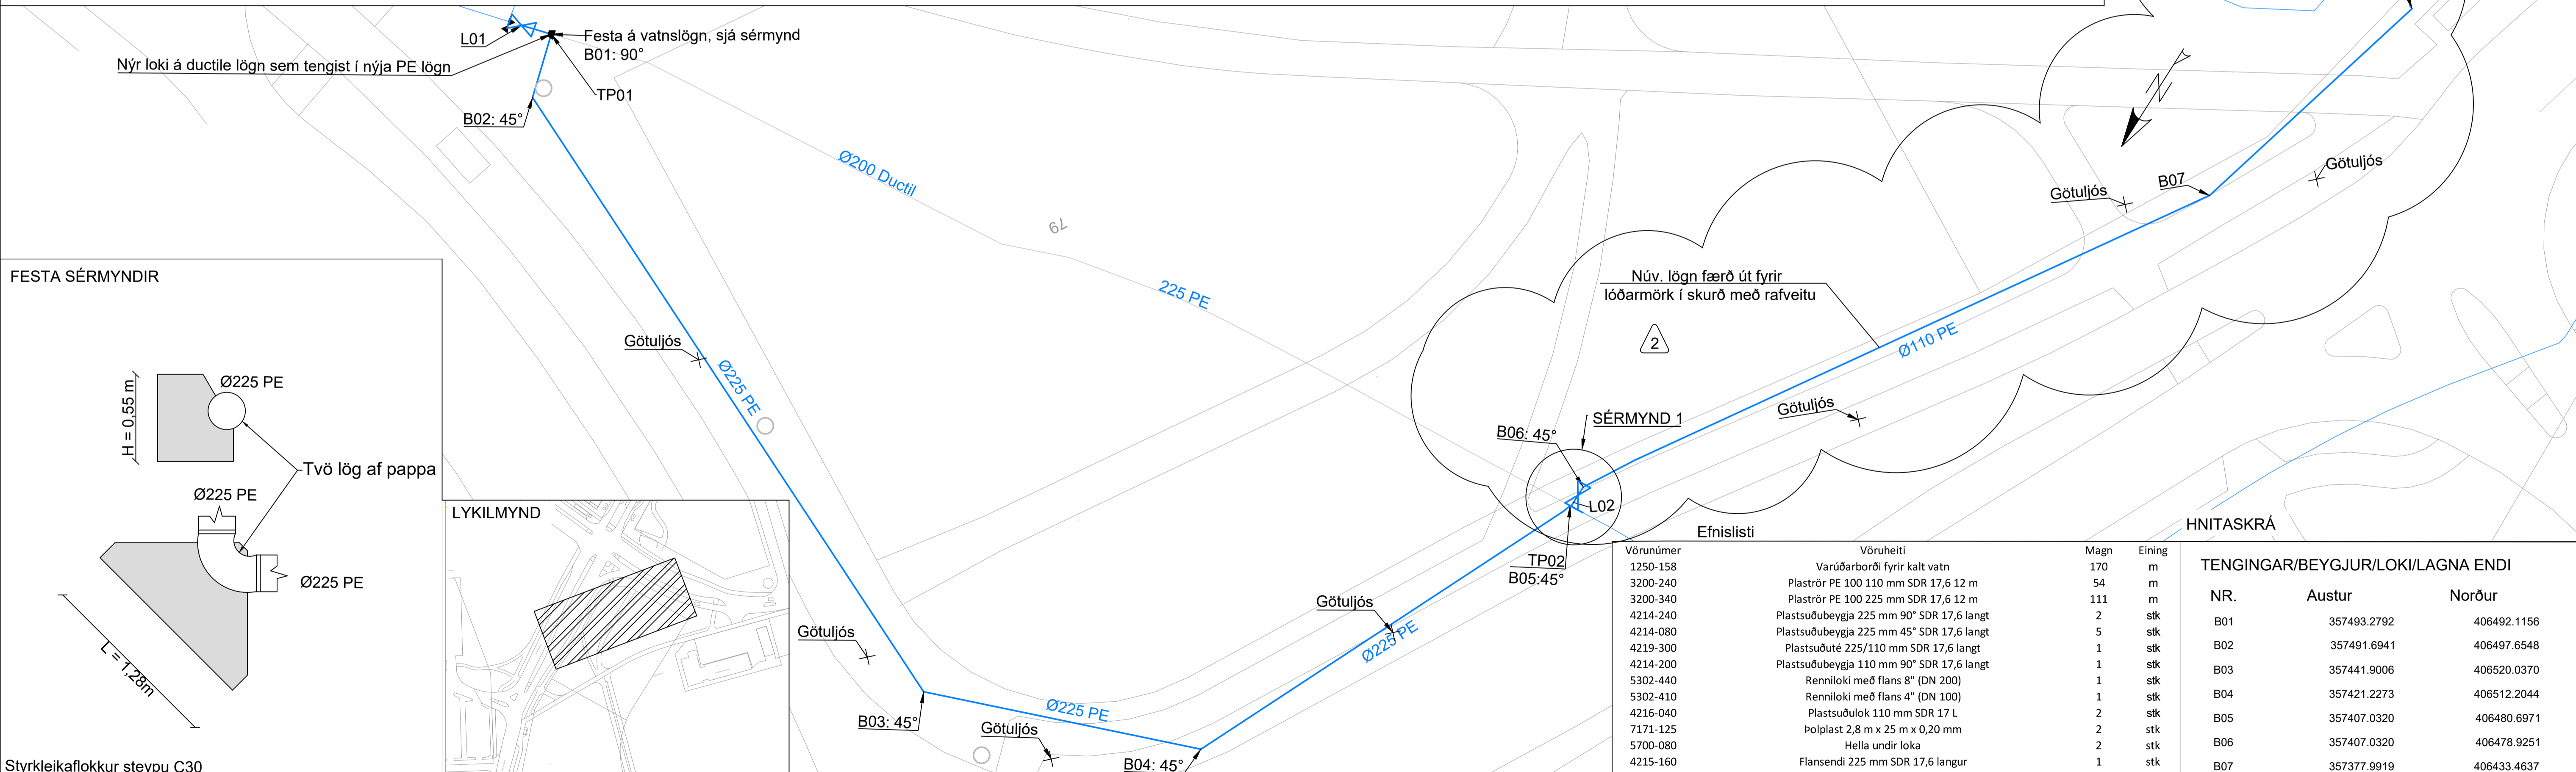 L01
Festa á vatnslögn, sjá sérmynd
B01: 90°
Nýr loki á ductile lögn sem tengist í nýja PE lögn
TP01
B02: 45°
Ø200 Ductil
79
225 PE
N
Götuljós
B07
Götuljós
Núv. lögn færð út fyrir
lóðarmörk í skurð með rafveitu
2
Ø110 PE
Götuljós
Ø225 PE
Götuljós
SÉRMYND 1
B06: 45°
L02
TP02
B05:45°
Götuljós
Ø225 PE
Götuljós
B03: 45°
Ø225 PE
Götuljós
B04: 45°
FESTA SÉRMYNDIR
Ø225 PE
H = 0,55 m
Tvö lög af pappa
Ø225 PE
Ø225 PE
L = 1,28m
Styrkleikaflokkur steypu C30
LYKILMYND
Efnislisti
Vörunúmer Vöruheiti Magn Eining
1250-158 Varúðarborði fyrir kalt vatn 170 m
3200-240 Plaströr PE 100 110 mm SDR 17,6 12 m 54 m
3200-340 Plaströr PE 100 225 mm SDR 17,6 12 m 111 m
4214-240 Plastsuðubeygja 225 mm 90° SDR 17,6 langt 2 stk
4214-080 Plastsuðubeygja 225 mm 45° SDR 17,6 langt 5 stk
4219-300 Plastsuðuté 225/110 mm SDR 17,6 langt 1 stk
4214-200 Plastsuðubeygja 110 mm 90° SDR 17,6 langt 1 stk
5302-440 Renniloki með flans 8" (DN 200) 1 stk
5302-410 Renniloki með flans 4" (DN 100) 1 stk
4216-040 Plastsuðulok 110 mm SDR 17 L 2 stk
7171-125 Þolplast 2,8 m x 25 m x 0,20 mm 2 stk
5700-080 Hella undir loka 2 stk
4215-160 Flansendi 225 mm SDR 17,6 langur 1 stk
HNITASKRÁ
TENGINGAR/BEYGJUR/LOKI/LAGNA ENDI
NR. Austur Norður
B01 357493.2792 406492.1156
B02 357491.6941 406497.6548
B03 357441.9006 406520.0370
B04 357421.2273 406512.2044
B05 357407.0320 406480.6971
B06 357407.0320 406478.9251
B07 357377.9919 406433.4637